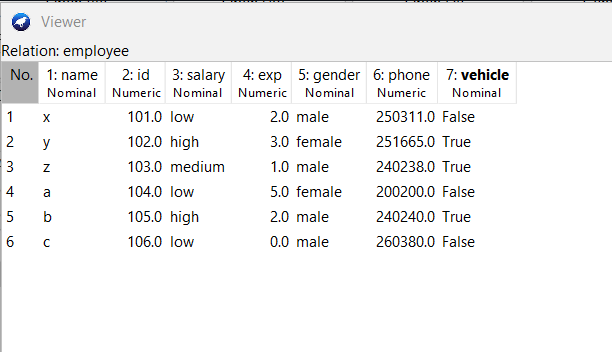 Viewer
Relation: employee
No. 1: name 2: id 3: salary 4: exp 5: gender 6: phone 7: vehicle
Nominal Numeric Nominal Numeric Nominal Numeric Nominal
1 x 101.0 low 2.0 male 250311.0 False
2 y 102.0 high 3.0 female 251665.0 True
3 z 103.0 medium 1.0 male 240238.0 True
4 a 104.0 low 5.0 female 200200.0 False
5 b 105.0 high 2.0 male 240240.0 True
6 c 106.0 low 0.0 male 260380.0 False